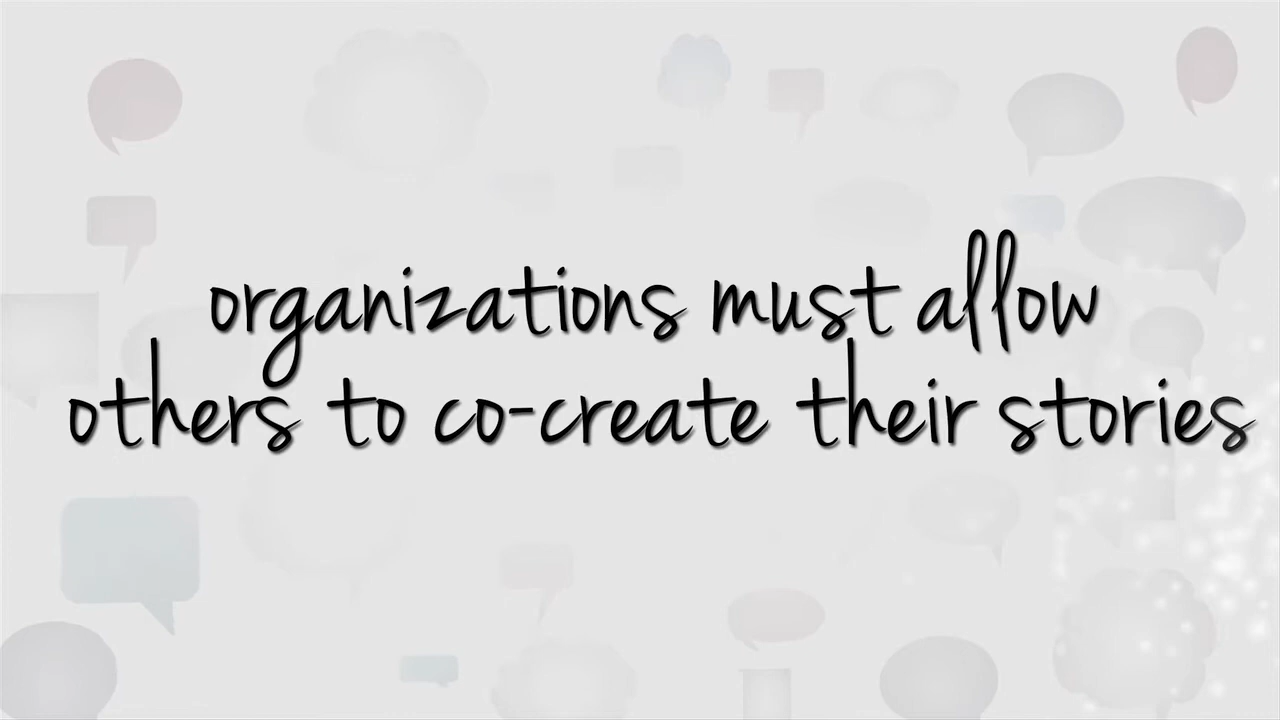 organizations must allow
others to co-create their stories